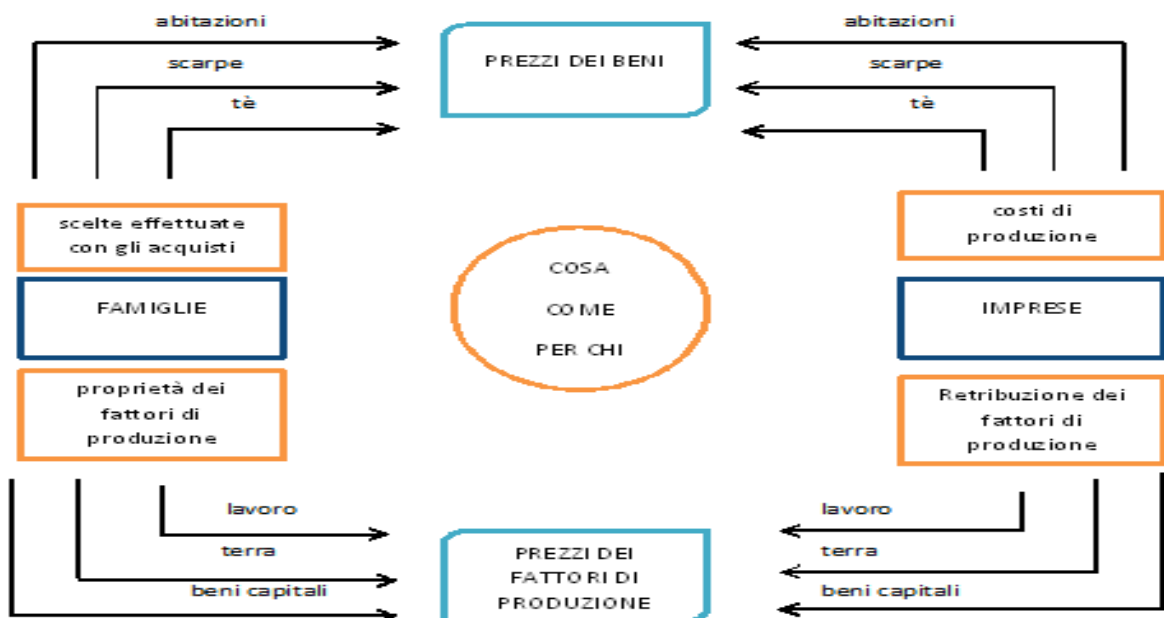 abitazioni
scarpe
tè
PREZZI DEI BENI
abitazioni
scarpe
tè
scelte effettuate
con gli acquisti
FAMIGLIE
proprietà dei
fattori di
produzione
COSA
COME
PER CHI
costi di
produzione
IMPRESE
Retribuzione dei
fattori di
produzione
lavoro
terra
beni capitali
PREZZI DEI
FATTORI DI
PRODUZIONE
lavoro
terra
beni capitali